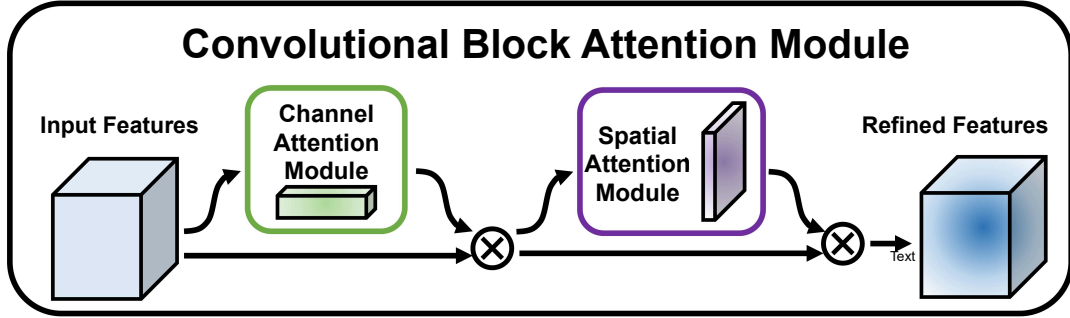 Convolutional Block Attention Module
Input Features
Channel
Attention
Module
Spatial
Attention
Module
Refined Features
Text